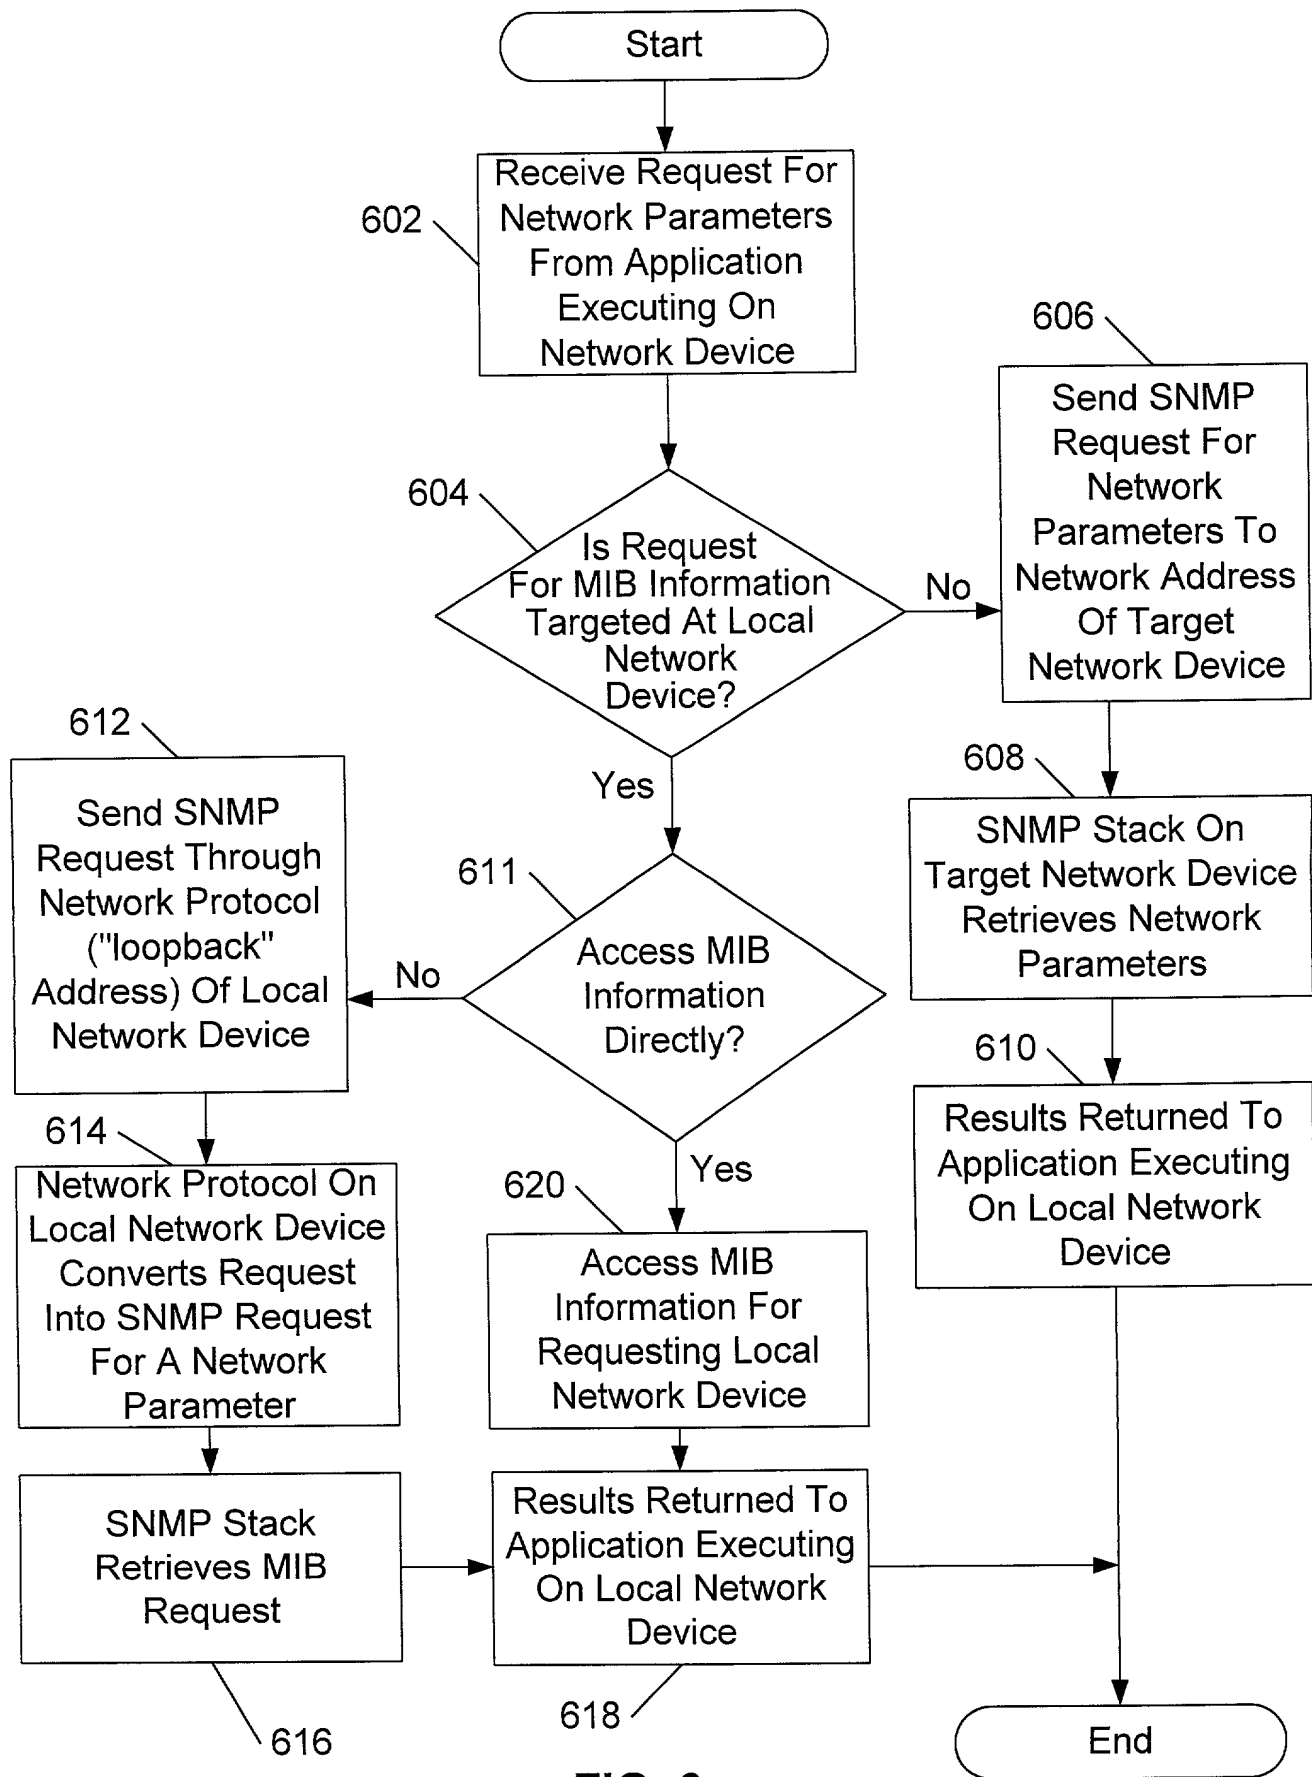 Start
Receive Request For
Network Parameters
From Application
Executing On
Network Device
602
606
Send SNMP
Request For
Network
Parameters To
Network Address
Of Target
Network Device
604
Is Request
For MIB Information
Targeted At Local
Network
Device?
No
Yes
612
Send SNMP
Request Through
Network Protocol
("loopback"
Address) Of Local
Network Device
608
SNMP Stack On
Target Network Device
Retrieves Network
Parameters
611
Access MIB
Information
Directly?
No
Yes
610
Results Returned To
Application Executing
On Local Network
Device
614
Network Protocol On
Local Network Device
Converts Request
Into SNMP Request
For A Network
Parameter
620
Access MIB
Information For
Requesting Local
Network Device
SNMP Stack
Retrieves MIB
Request
616
Results Returned To
Application Executing
On Local Network
Device
618
End